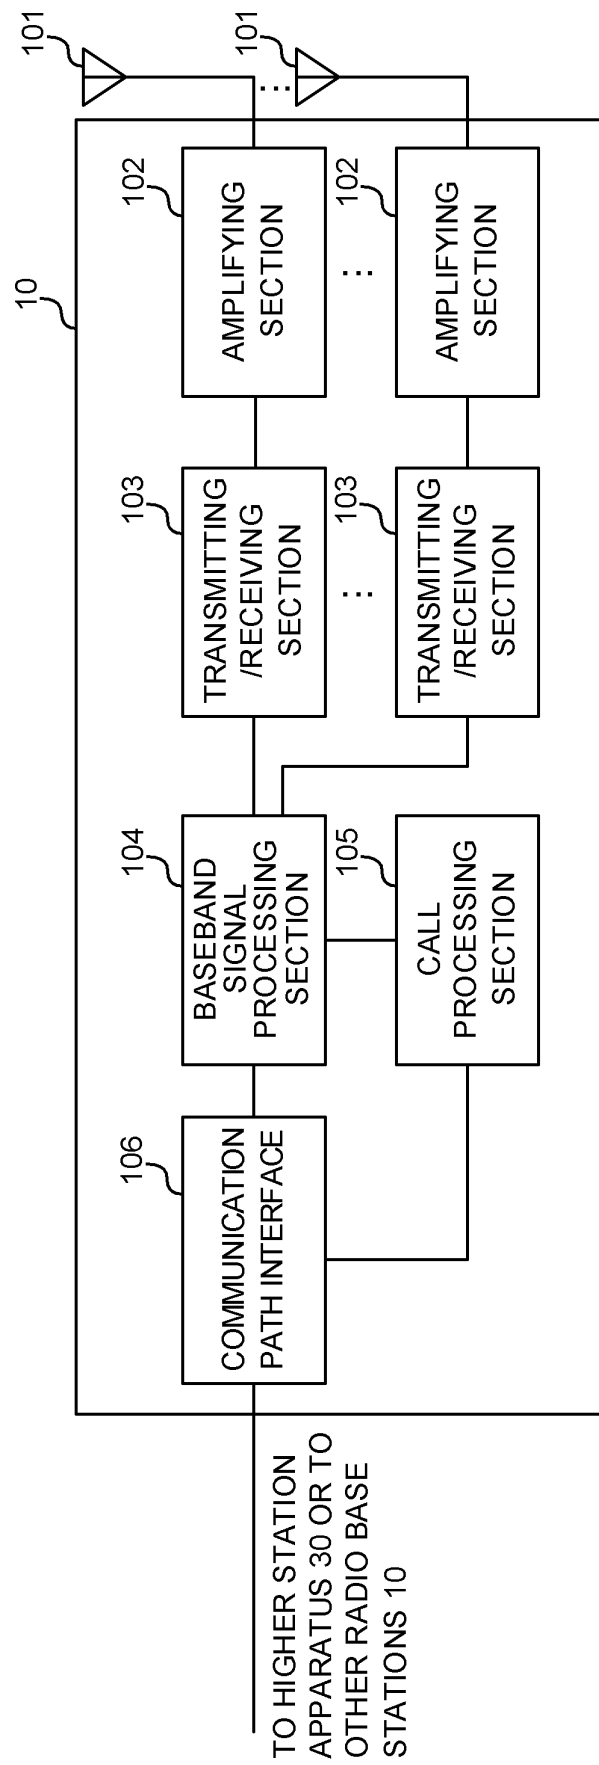 10
101
101
102
AMPLIFYING
SECTION
102
AMPLIFYING
SECTION
103
TRANSMITTING
/RECEIVING
SECTION
103
TRANSMITTING
/RECEIVING
SECTION
104
BASEBAND
SIGNAL
PROCESSING
SECTION
105
CALL
PROCESSING
SECTION
106
COMMUNICATION
PATH INTERFACE
TO HIGHER STATION
APPARATUS 30 OR TO
OTHER RADIO BASE
STATIONS 10